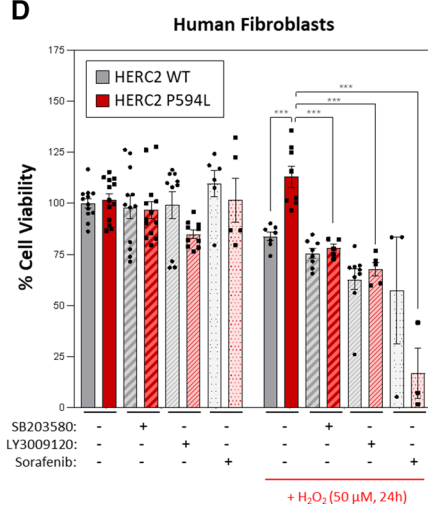 D
Human Fibroblasts
HERC2 WT
HERC2 P594L
% Cell Viability
175
150
125
100
75
50
25
0
***
***
***
***
SB203580: - + - - - + - -
LY3009120: - - + - - - + -
Sorafenib: - - - + - - - +
+ H₂O₂ (50 µM, 24h)